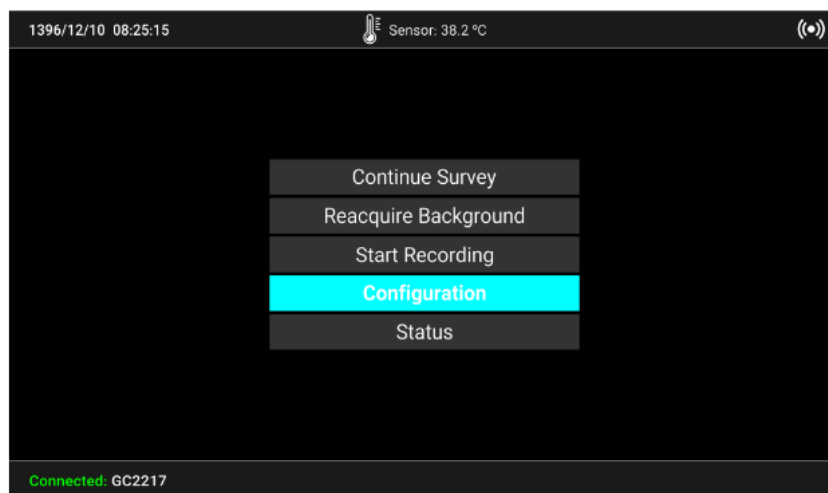 1396/12/10 08:25:15
Sensor: 38.2 ºC
Continue Survey
Reacquire Background
Start Recording
Configuration
Status
Connected: GC2217